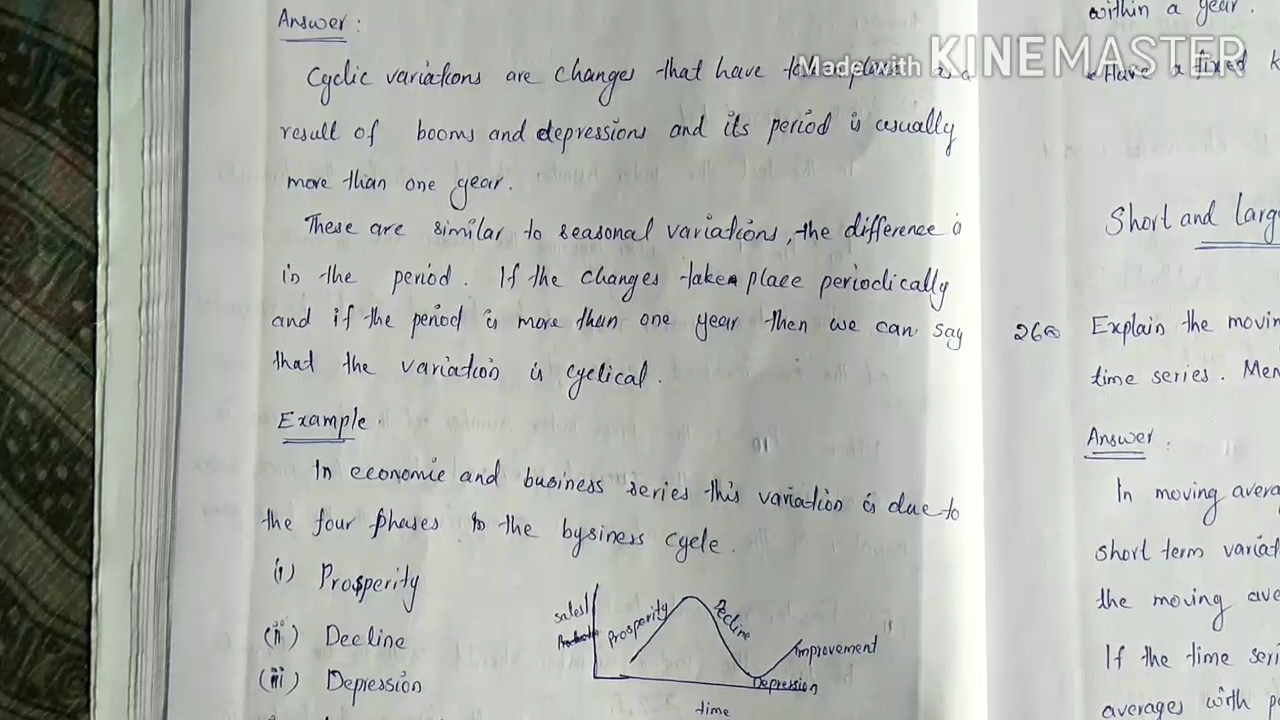 Answer:
Cyclic variations are changes that have
result of booms and depressions and its period is usually
more than one year.
These are similar to seasonal variations, the difference is
in the period. If the changes take place periodically
and if the period is more than one year then we can say
that the variation is cyclical.
Example.
In economic and business series this variation is due to
the four phases in the bysiness cycle.
(i) Prosperity
(ii) Decline
(iii) Depression
sales/
Prosperity
Decline
Improvement
Depression
time
within a year.
Have a fixed
Short and larg
26.
Explain the movin
time series. Men
Answer:
In moving avera
short term variat
the moving ave
If the time seri
averages with p
Made with KINEMASTER